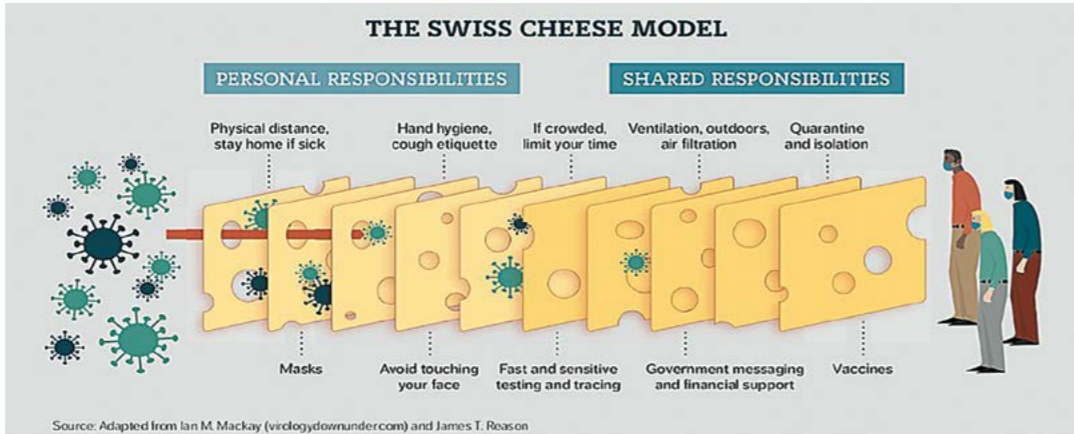 THE SWISS CHEESE MODEL
PERSONAL RESPONSIBILITIES
SHARED RESPONSIBILITIES
Physical distance,
stay home if sick
Hand hygiene,
cough etiquette
If crowded,
limit your time
Ventilation, outdoors,
air filtration
Quarantine
and isolation
Masks
Avoid touching
your face
Fast and sensitive
testing and tracing
Government messaging
and financial support
Vaccines
Source: Adapted from Ian M. Mackay (virologydownunder.com) and James T. Reason